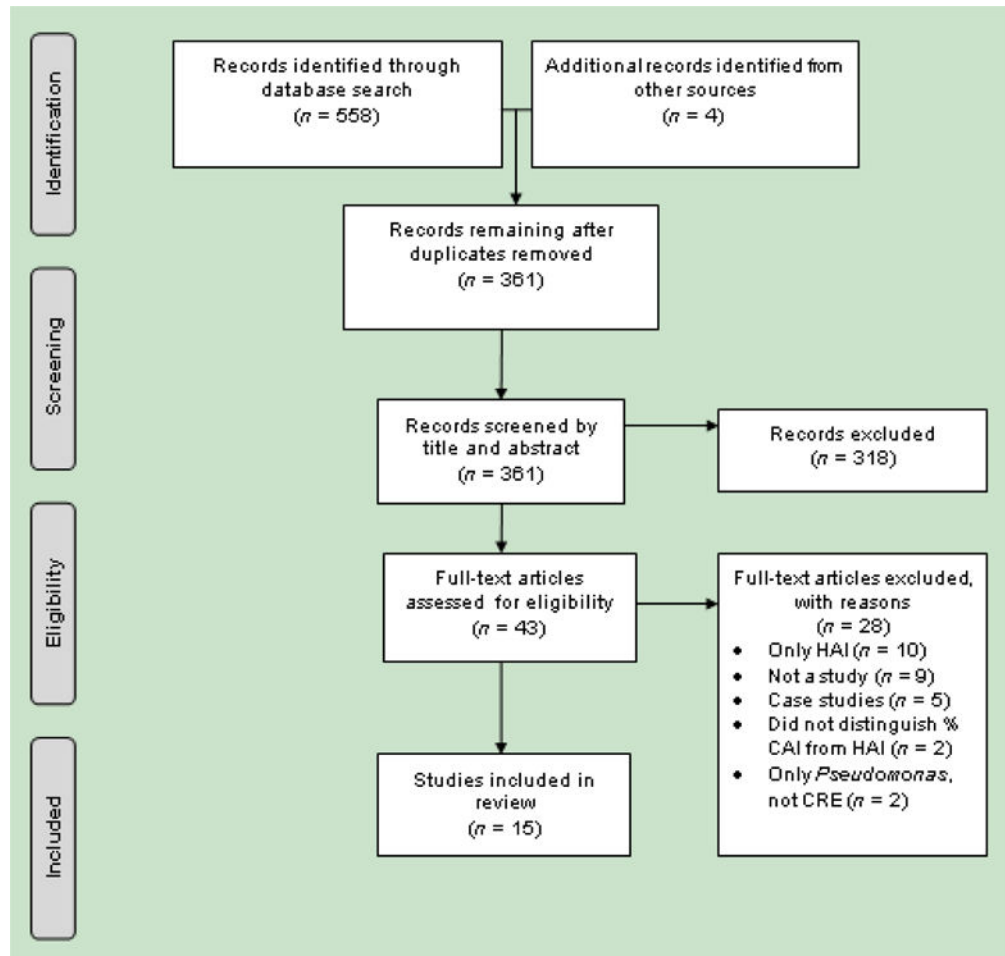 Identification
Records identified through
database search
(n = 558)
Additional records identified from
other sources
(n = 4)
Records remaining after
duplicates removed
(n = 361)
Screening
Records screened by
title and abstract
(n = 361)
Records excluded
(n = 318)
Eligibility
Full-text articles
assessed for eligibility
(n = 43)
Full-text articles excluded,
with reasons
(n = 28)
• Only HAI (n = 10)
• Not a study (n = 9)
• Case studies (n = 5)
• Did not distinguish %
CAI from HAI (n = 2)
• Only Pseudomonas,
not CRE (n = 2)
Included
Studies included in
review
(n = 15)